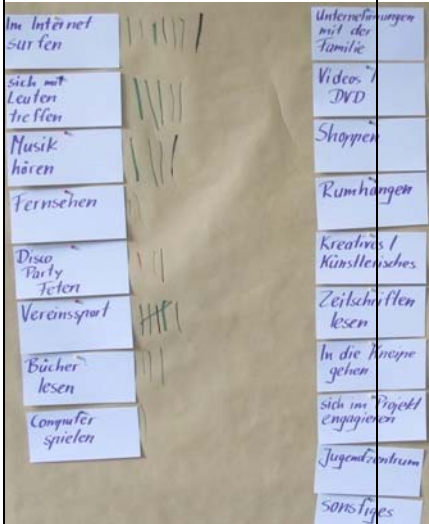 Im Internet
surfen
sich mit
Leuten
treffen
Musik
hören
Fernsehen
Disco
Party
Feten
Vereinssport
Bücher
lesen
Computer
spielen
Unternehmungen
mit der
Familie
Videos /
DVD
Shoppen
Rumhängen
Kreatives /
Künstlerisches
Zeitschriften
lesen
In die Kneipe
gehen
sich im Projekt
engagieren
Jugendzentrum
sonstiges